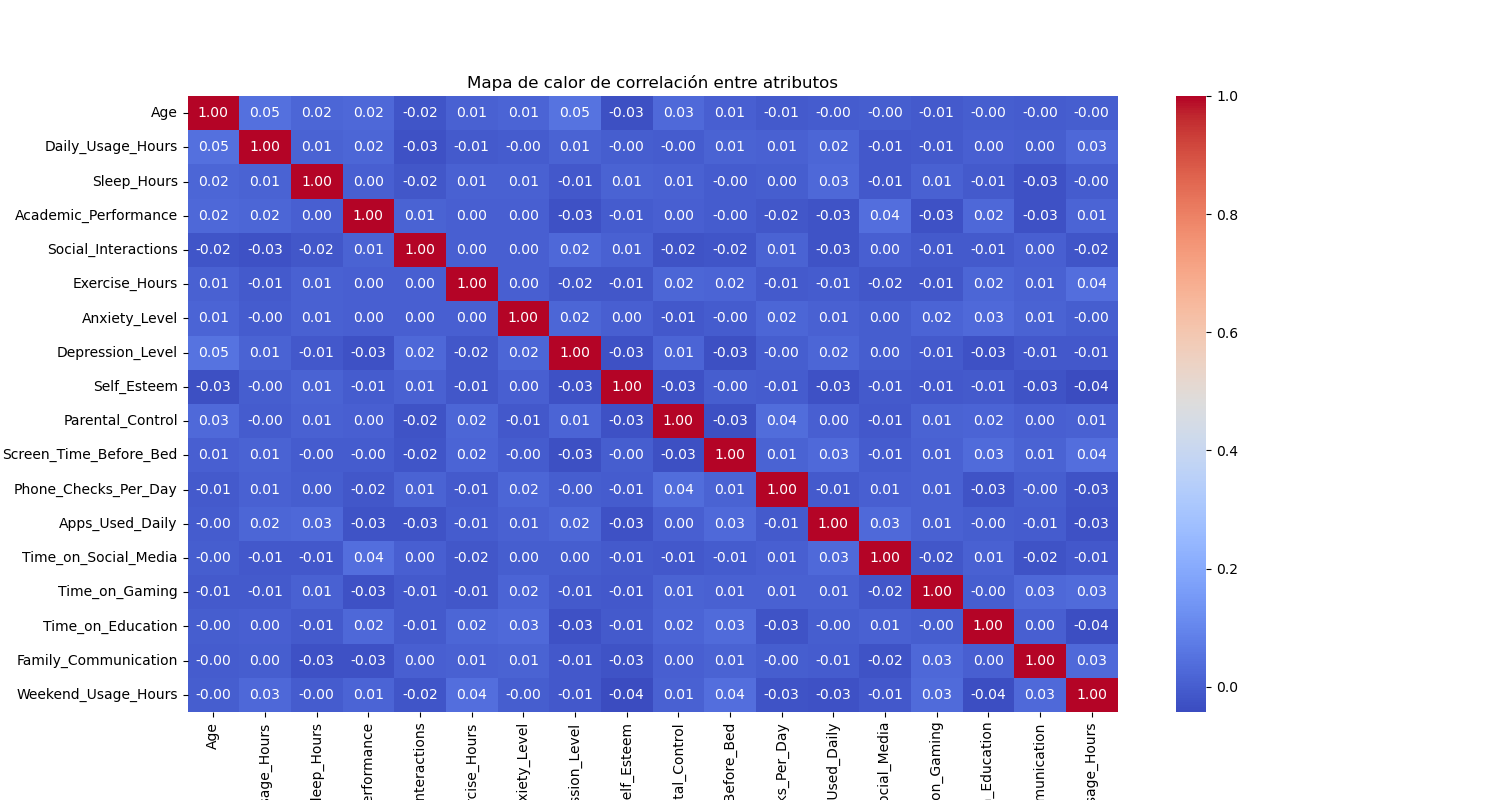 Mapa de calor de correlación entre atributos
Age 1.00 0.05 0.02 0.02 -0.02 0.01 0.01 0.05 -0.03 0.03 0.01 -0.01 -0.00 -0.00 -0.01 -0.00 -0.00 -0.00
Daily_Usage_Hours 0.05 1.00 0.01 0.02 -0.03 -0.01 -0.00 0.01 -0.00 -0.00 0.01 0.01 0.02 -0.01 -0.01 0.00 0.00 0.03
Sleep_Hours 0.02 0.01 1.00 0.00 -0.02 0.01 0.01 -0.01 0.01 0.01 -0.00 0.00 0.03 -0.01 0.01 -0.01 -0.03 -0.00
Academic_Performance 0.02 0.02 0.00 1.00 0.01 0.00 0.00 -0.03 -0.01 0.00 -0.00 -0.02 -0.03 0.04 -0.03 0.02 -0.03 0.01
Social_Interactions -0.02 -0.03 -0.02 0.01 1.00 0.00 0.00 0.02 0.01 -0.02 -0.02 0.01 -0.03 0.00 -0.01 -0.01 0.00 -0.02
Exercise_Hours 0.01 -0.01 0.01 0.00 0.00 1.00 0.00 -0.02 -0.01 0.02 0.02 -0.01 -0.01 -0.02 -0.01 0.02 0.01 0.04
Anxiety_Level 0.01 -0.00 0.01 0.00 0.00 0.00 1.00 0.02 0.00 -0.01 -0.00 0.02 0.01 0.00 0.02 0.03 0.01 -0.00
Depression_Level 0.05 0.01 -0.01 -0.03 0.02 -0.02 0.02 1.00 -0.03 0.01 -0.03 -0.00 0.02 0.00 -0.01 -0.03 -0.01 -0.01
Self_Esteem -0.03 -0.00 0.01 -0.01 0.01 -0.01 0.00 -0.03 1.00 -0.03 -0.00 -0.01 -0.03 -0.01 -0.01 -0.01 -0.03 -0.04
Parental_Control 0.03 -0.00 0.01 0.00 -0.02 0.02 -0.01 0.01 -0.03 1.00 -0.03 0.04 0.00 -0.01 0.01 0.02 0.00 0.01
Screen_Time_Before_Bed 0.01 0.01 -0.00 -0.00 -0.02 0.02 -0.00 -0.03 -0.00 -0.03 1.00 0.01 0.03 -0.01 0.01 0.03 0.01 0.04
Phone_Checks_Per_Day -0.01 0.01 0.00 -0.02 0.01 -0.01 0.02 -0.00 -0.01 0.04 0.01 1.00 -0.01 0.01 0.01 -0.03 -0.00 -0.03
Apps_Used_Daily -0.00 0.02 0.03 -0.03 -0.03 -0.01 0.01 0.02 -0.03 0.00 0.03 -0.01 1.00 0.03 0.01 -0.00 -0.01 -0.03
Time_on_Social_Media -0.00 -0.01 -0.01 0.04 0.00 -0.02 0.00 0.00 -0.01 -0.01 -0.01 0.01 0.03 1.00 -0.02 0.01 -0.02 -0.01
Time_on_Gaming -0.01 -0.01 0.01 -0.03 -0.01 -0.01 0.02 -0.01 -0.01 0.01 0.01 0.01 0.01 -0.02 1.00 -0.00 0.03 0.03
Time_on_Education -0.00 0.00 -0.01 0.02 -0.01 0.02 0.03 -0.03 -0.01 0.02 0.03 -0.03 -0.00 0.01 -0.00 1.00 0.00 -0.04
Family_Communication -0.00 0.00 -0.03 -0.03 0.00 0.01 0.01 -0.01 -0.03 0.00 0.01 -0.00 -0.01 -0.02 0.03 0.00 1.00 0.03
Weekend_Usage_Hours -0.00 0.03 -0.00 0.01 -0.02 0.04 -0.00 -0.01 -0.04 0.01 0.04 -0.03 -0.03 -0.01 0.03 -0.04 0.03 1.00
Age
sage_Hours
leep_Hours
erformance
nteractions
cise_Hours
xiety_Level
ssion_Level
elf_Esteem
tal_Control
Before_Bed
ks_Per_Day
Used_Daily
ocial_Media
on_Gaming
_Education
munication
sage_Hours
1.0
0.8
0.6
0.4
0.2
0.0